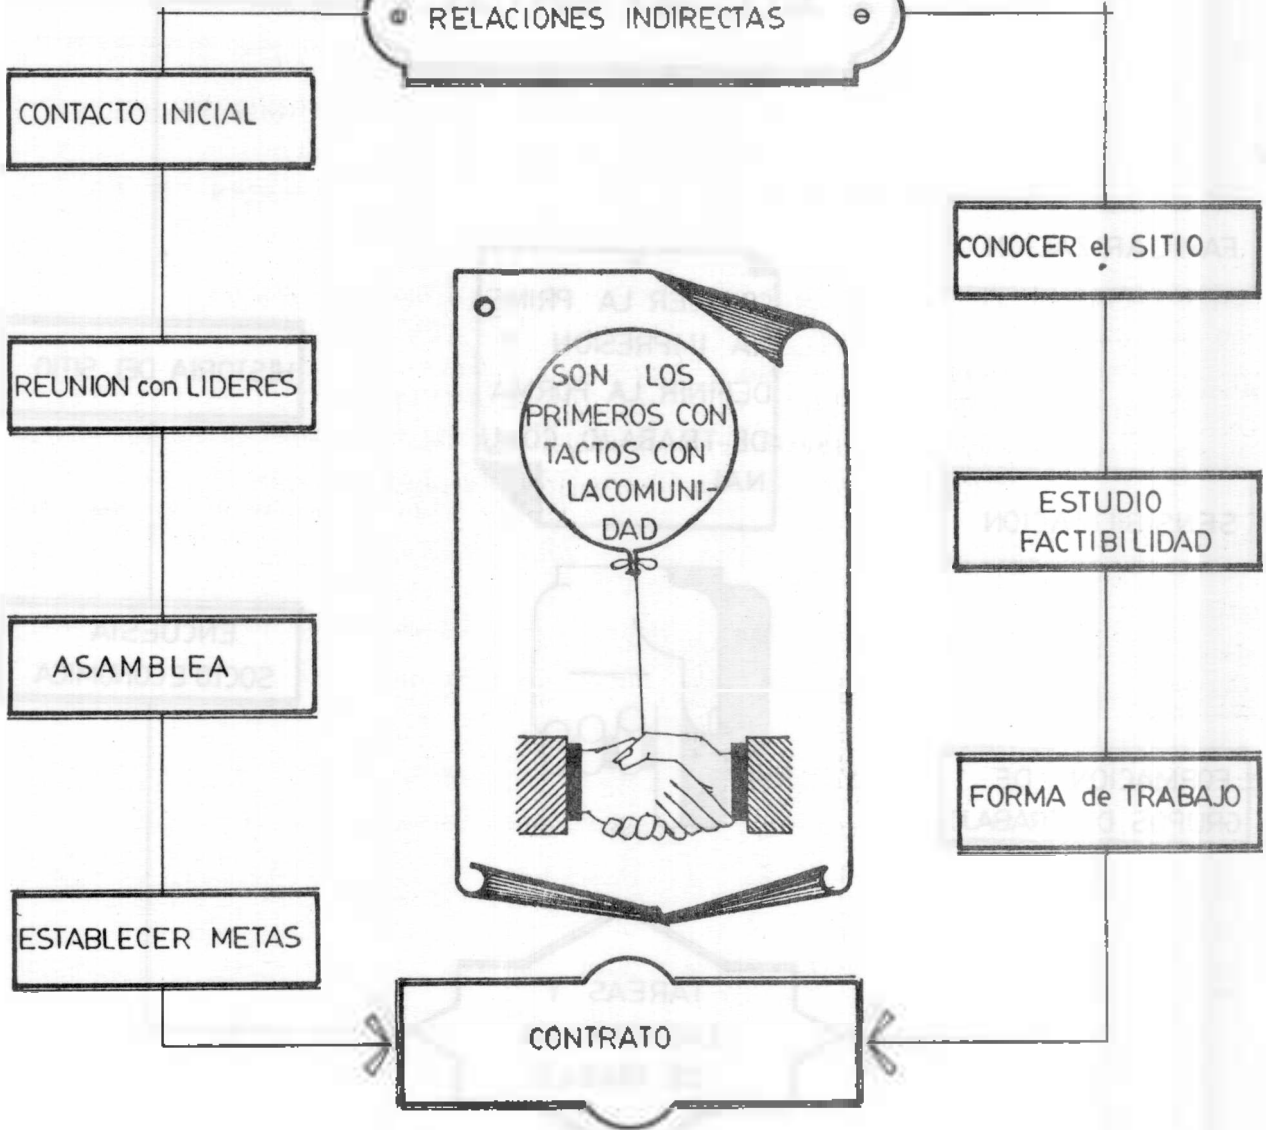 RELACIONES INDIRECTAS
CONTACTO INICIAL
REUNION con LIDERES
ASAMBLEA
ESTABLECER METAS
SON LOS
PRIMEROS CON
TACTOS CON
LACOMUNI-
DAD
CONOCER el SITIO
ESTUDIO
FACTIBILIDAD
FORMA de TRABAJO
CONTRATO